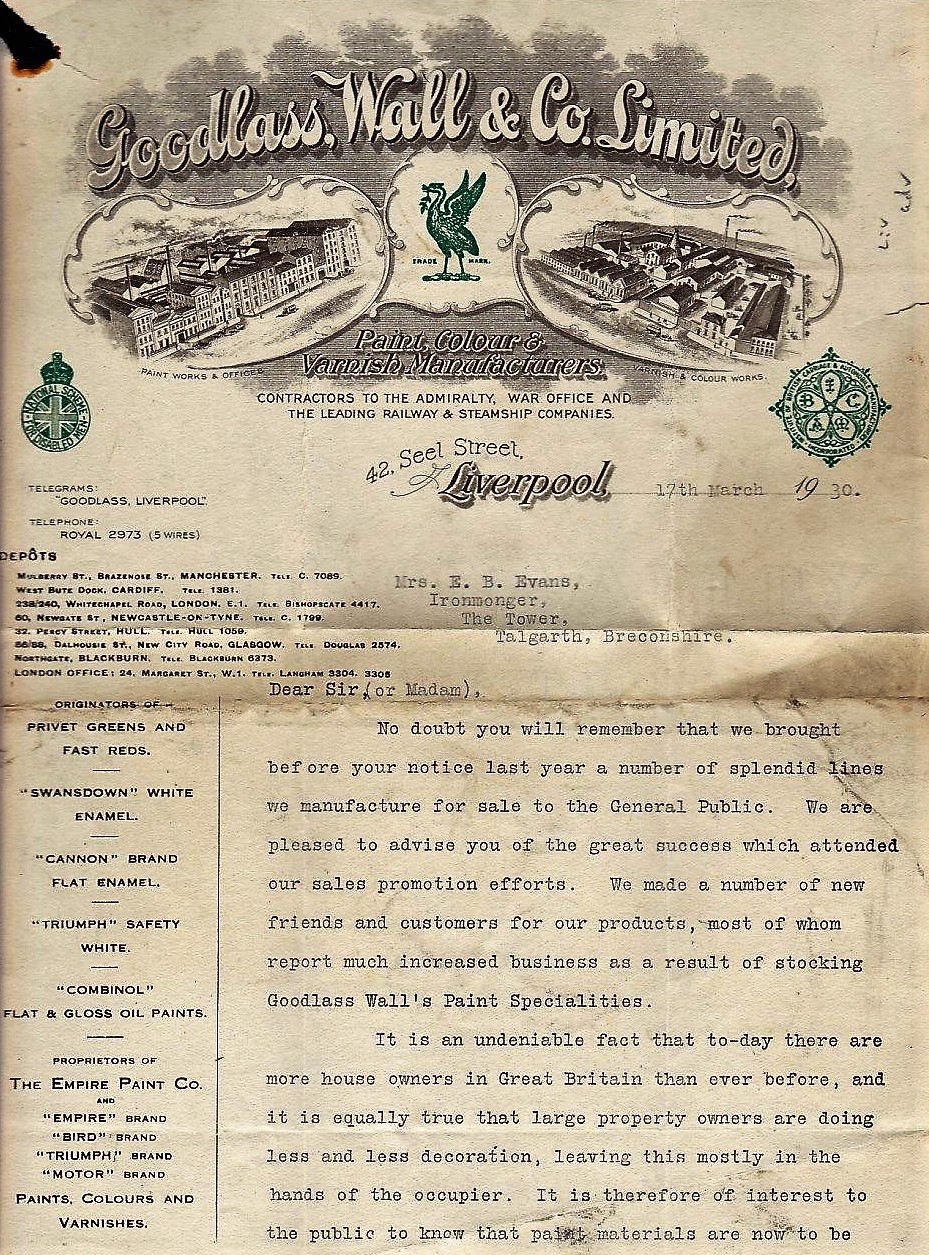 Goodlass, Wall & Co. Limited,
TRADE MARK.
Paint, Colour &
Varnish Manufacturers
PAINT WORKS & OFFICES
VARNISH & COLOUR WORKS.
CONTRACTORS TO THE ADMIRALTY, WAR OFFICE AND
THE LEADING RAILWAY & STEAMSHIP COMPANIES.
NATIONAL SCHEME
FOR DISABLED MEN
42, Seel Street,
Liverpool, 17th March 1930.
TELEGRAMS:
"GOODLASS, LIVERPOOL".
TELEPHONE:
ROYAL 2973 (5 WIRES)
DEPÔTS
MULBERRY ST., BRAZENOSE ST., MANCHESTER. TELE. C. 7089.
WEST BUTE DOCK, CARDIFF. TELE. 1381.
238/240, WHITECHAPEL ROAD, LONDON. E.1. TELE. BISHOPSGATE 4417.
60, NEWGATE ST., NEWCASTLE-ON-TYNE. TELE. C. 1799.
32, PERCY STREET, HULL. TELE. HULL 1059.
DALHOUSIE ST., NEW CITY ROAD, GLASGOW. TELE. DOUGLAS 2574.
NORTHGATE, BLACKBURN. TELE. BLACKBURN 6373.
LONDON OFFICE: 24, MARGARET ST., W.1. TELE. LANGHAM 3304. 3305
Mrs. E. B. Evans,
Ironmonger,
The Tower,
Talgarth, Breconshire.
ORIGINATORS OF
PRIVET GREENS AND
FAST REDS.
"SWANSDOWN" WHITE
ENAMEL.
"CANNON" BRAND
FLAT ENAMEL.
"TRIUMPH" SAFETY
WHITE.
"COMBINOL"
FLAT & GLOSS OIL PAINTS.
PROPRIETORS OF
THE EMPIRE PAINT CO.
AND
"EMPIRE" BRAND
"BIRD" BRAND
"TRIUMPH" BRAND
"MOTOR" BRAND
PAINTS, COLOURS AND
VARNISHES.
Dear Sir,(or Madam),
No doubt you will remember that we brought
before your notice last year a number of splendid lines
we manufacture for sale to the General Public. We are
pleased to advise you of the great success which attended
our sales promotion efforts. We made a number of new
friends and customers for our products, most of whom
report much increased business as a result of stocking
Goodlass Wall's Paint Specialities.
It is an undeniable fact that to-day there are
more house owners in Great Britain than ever before, and
it is equally true that large property owners are doing
less and less decoration, leaving this mostly in the
hands of the occupier. It is therefore of interest to
the public to know that paint materials are now to be